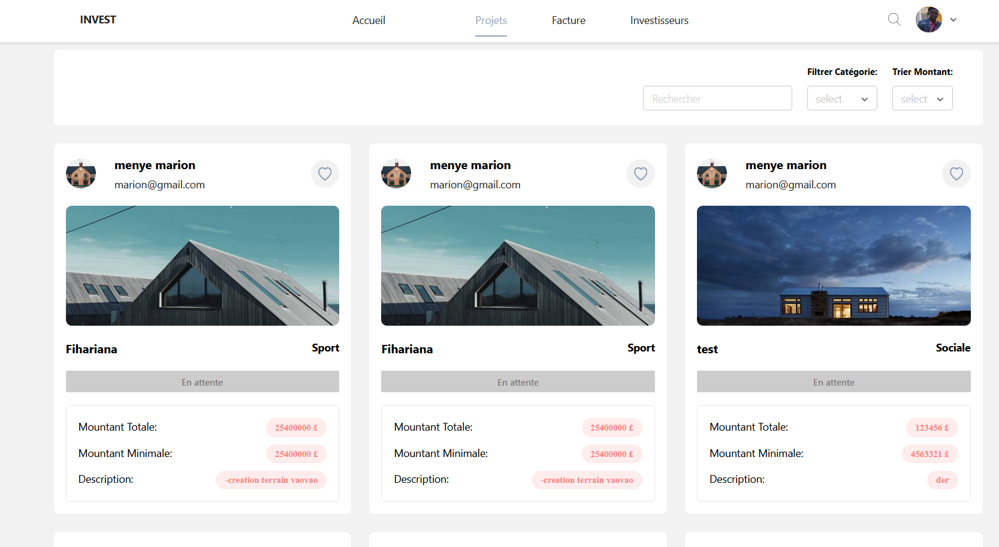 INVEST Accueil Projets Facture Investisseurs
Filtrer Catégorie: Trier Montant:
Rechercher select select
menye marion
marion@gmail.com
Fihariana Sport
En attente
Mountant Totale: 25400000 £
Mountant Minimale: 25400000 £
Description: -creation terrain vaovao
menye marion
marion@gmail.com
Fihariana Sport
En attente
Mountant Totale: 25400000 £
Mountant Minimale: 25400000 £
Description: -creation terrain vaovao
menye marion
marion@gmail.com
test Sociale
En attente
Mountant Totale: 123456 £
Mountant Minimale: 4563321 £
Description: der